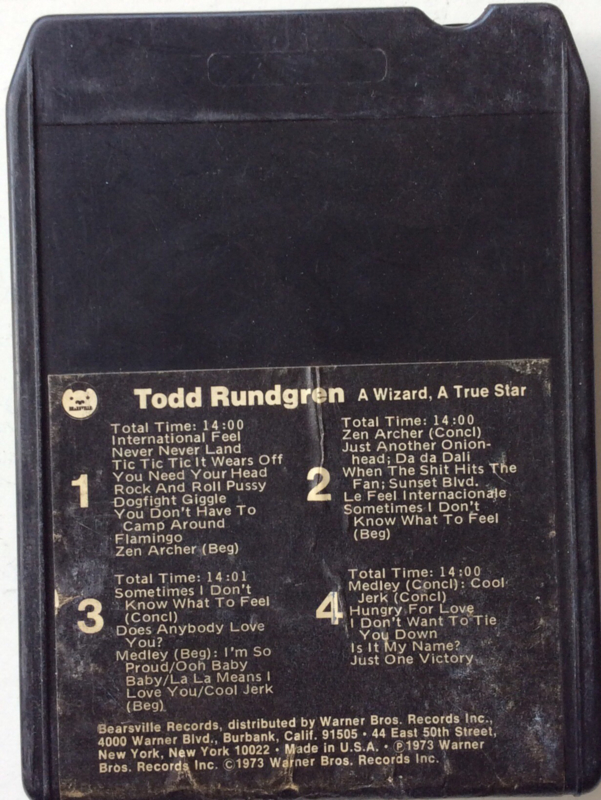 Todd Rundgren A Wizard, A True Star
1
Total Time: 14:00
International Feel
Never Never Land
Tic Tic Tic It Wears Off
You Need Your Head
Rock And Roll Pussy
Dogfight Giggle
You Don't Have To
Camp Around
Flamingo
Zen Archer (Beg)
2
Total Time: 14:00
Zen Archer (Concl)
Just Another Onion-
head; Da da Dali
When The Shit Hits The
Fan; Sunset Blvd.
Le Feel Internacionale
Sometimes I Don't
Know What To Feel
(Beg)
3
Total Time: 14:01
Sometimes I Don't
Know What To Feel
(Concl)
Does Anybody Love
You?
Medley (Beg): I'm So
Proud/Ooh Baby
Baby/La La Means I
Love You/Cool Jerk
(Beg)
4
Total Time: 14:00
Medley (Concl): Cool
Jerk (Concl)
Hungry For Love
I Don't Want To Tie
You Down
Is It My Name?
Just One Victory
Bearsville Records, distributed by Warner Bros. Records Inc.,
4000 Warner Blvd., Burbank, Calif. 91505 • 44 East 50th Street,
New York, New York 10022 • Made in U.S.A. • ℗1973 Warner
Bros. Records Inc. ©1973 Warner Bros. Records Inc.